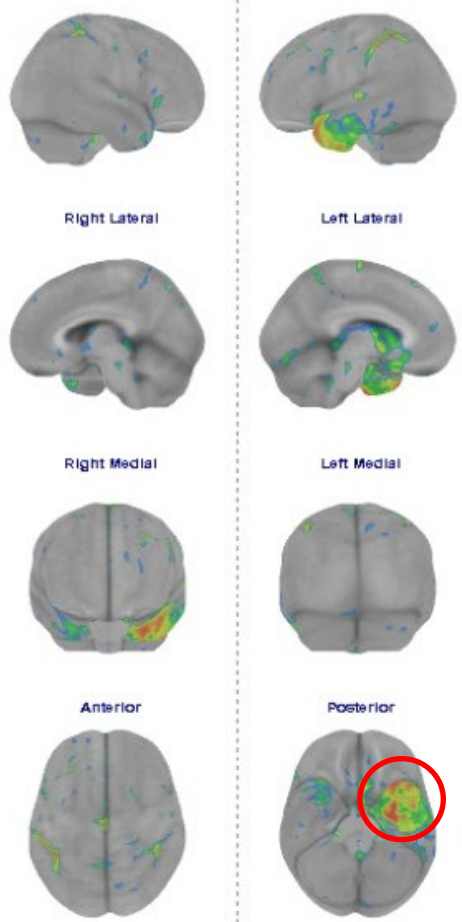 Right Lateral
Left Lateral
Right Medial
Left Medial
Anterior
Posterior